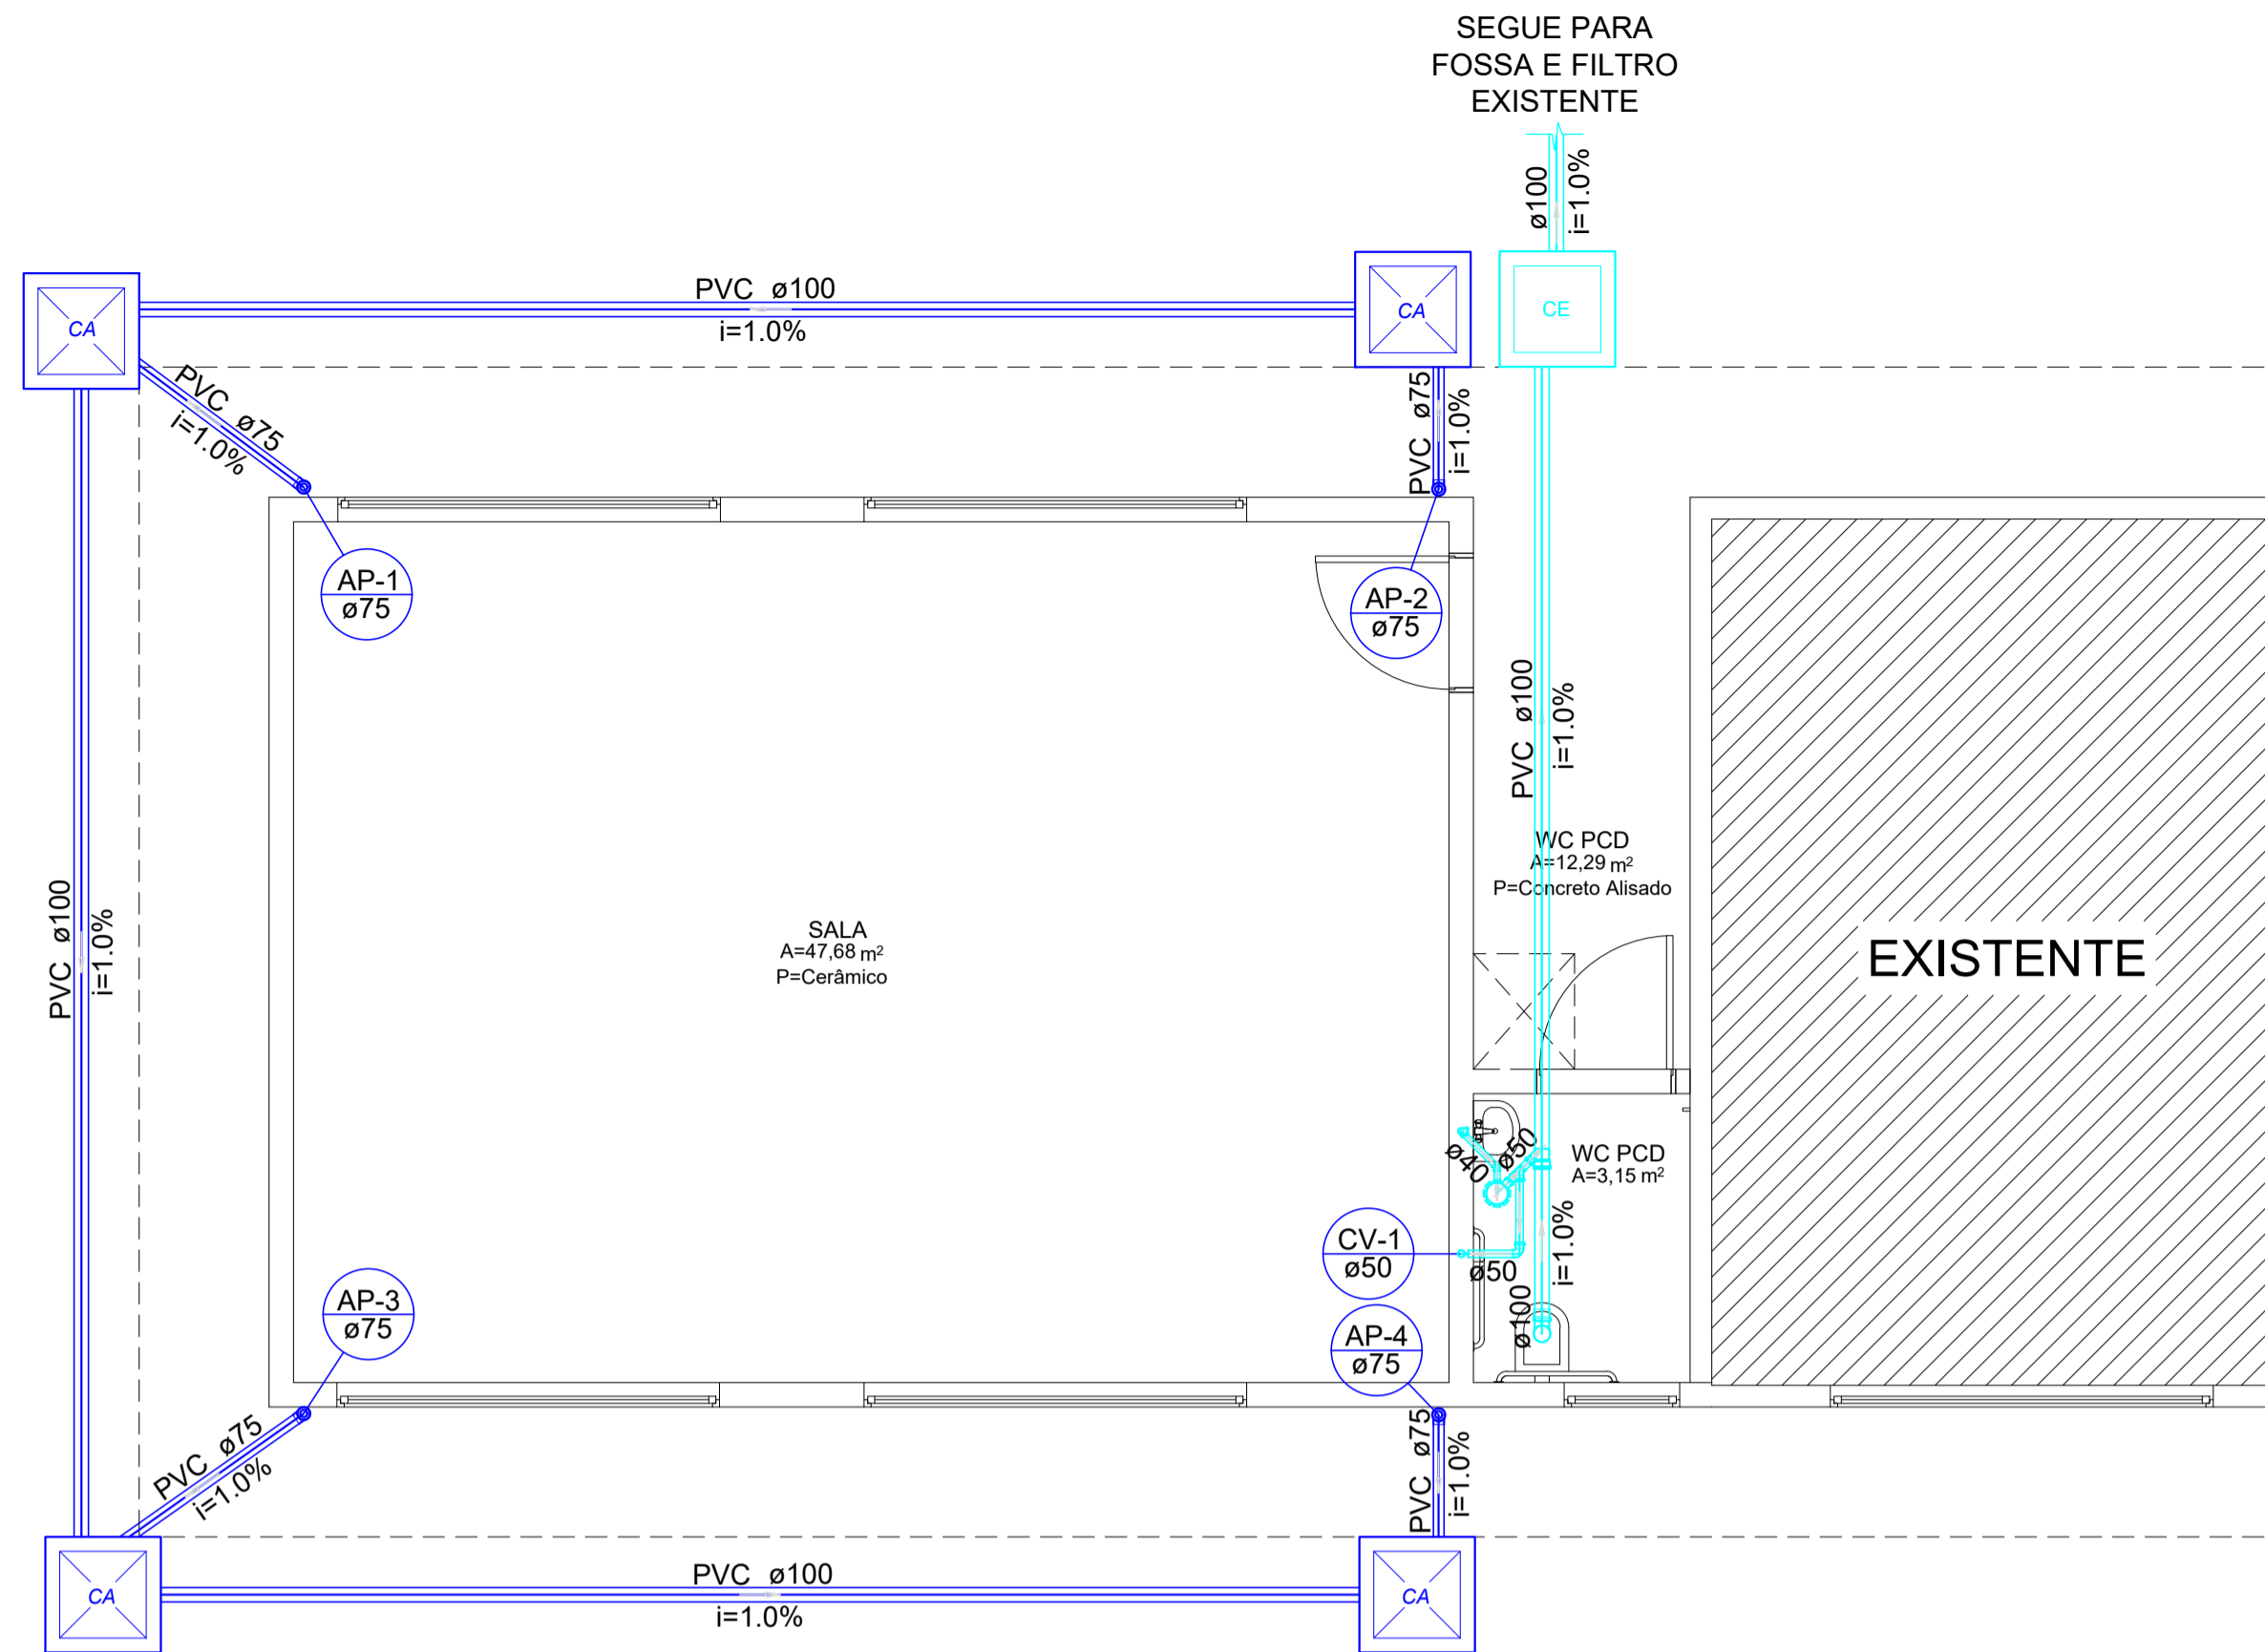 SEGUE PARA
FOSSA E FILTRO
EXISTENTE
ø100
i=1.0%
CA
PVC ø100
i=1.0%
CA
CE
PVC ø75
i=1.0%
PVC ø75
i=1.0%
AP-1
ø75
AP-2
ø75
PVC ø100
i=1.0%
WC PCD
A=12,29 m²
P=Concreto Alisado
PVC ø100
i=1.0%
SALA
A=47,68 m²
P=Cerâmico
EXISTENTE
ø40
ø50
WC PCD
A=3,15 m²
CV-1
ø50
ø50
i=1.0%
ø100
AP-3
ø75
AP-4
ø75
PVC ø75
i=1.0%
PVC ø75
i=1.0%
CA
PVC ø100
i=1.0%
CA